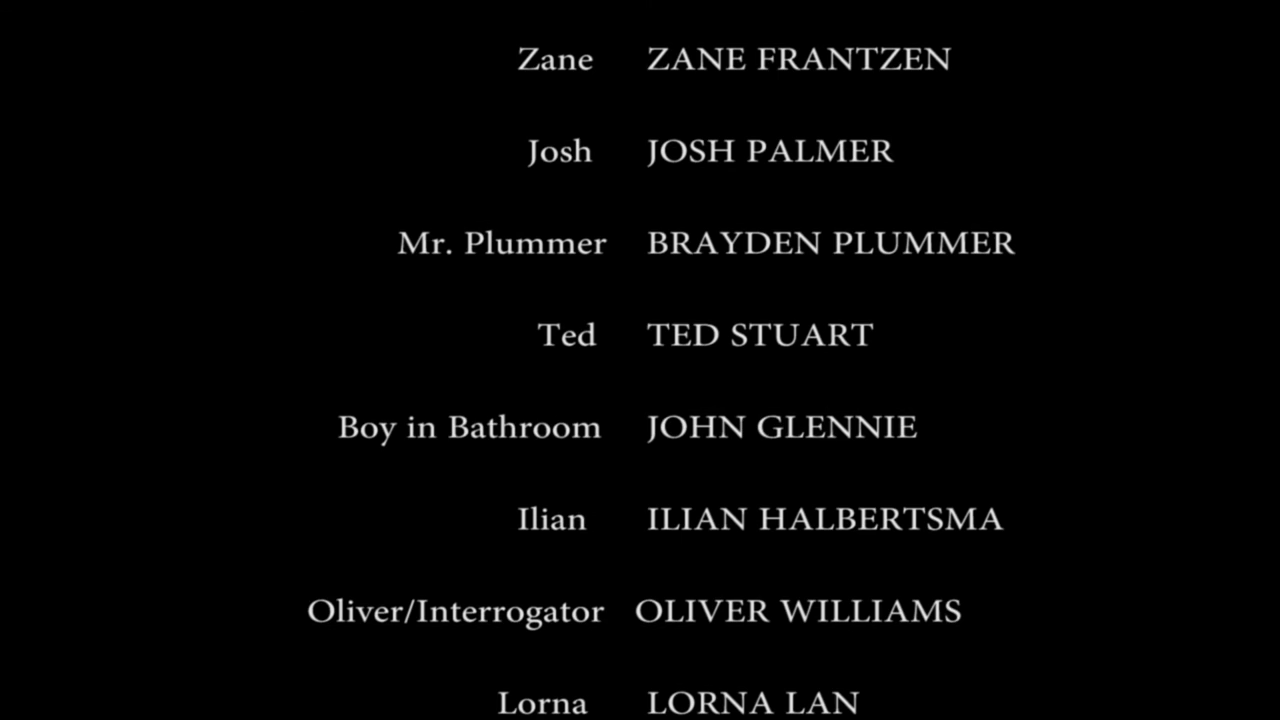 Zane ZANE FRANTZEN
Josh JOSH PALMER
Mr. Plummer BRAYDEN PLUMMER
Ted TED STUART
Boy in Bathroom JOHN GLENNIE
Ilian ILIAN HALBERTSMA
Oliver/Interrogator OLIVER WILLIAMS
Lorna LORNA LAN